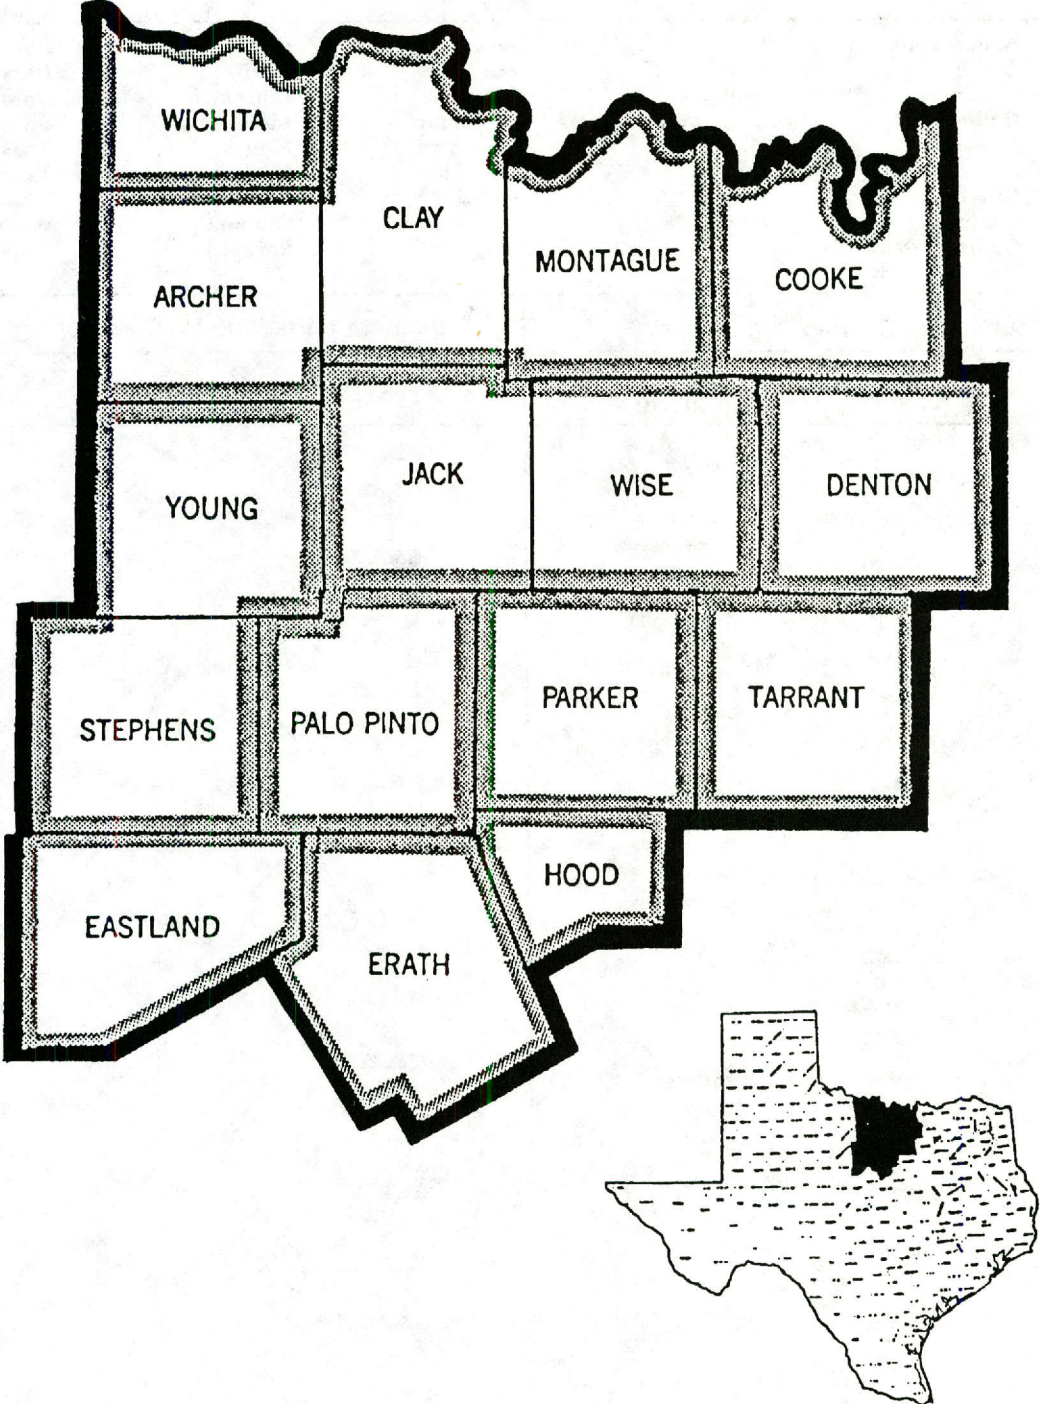 WICHITA
CLAY
MONTAGUE
COOKE
ARCHER
JACK
WISE
DENTON
YOUNG
STEPHENS
PALO PINTO
PARKER
TARRANT
HOOD
EASTLAND
ERATH